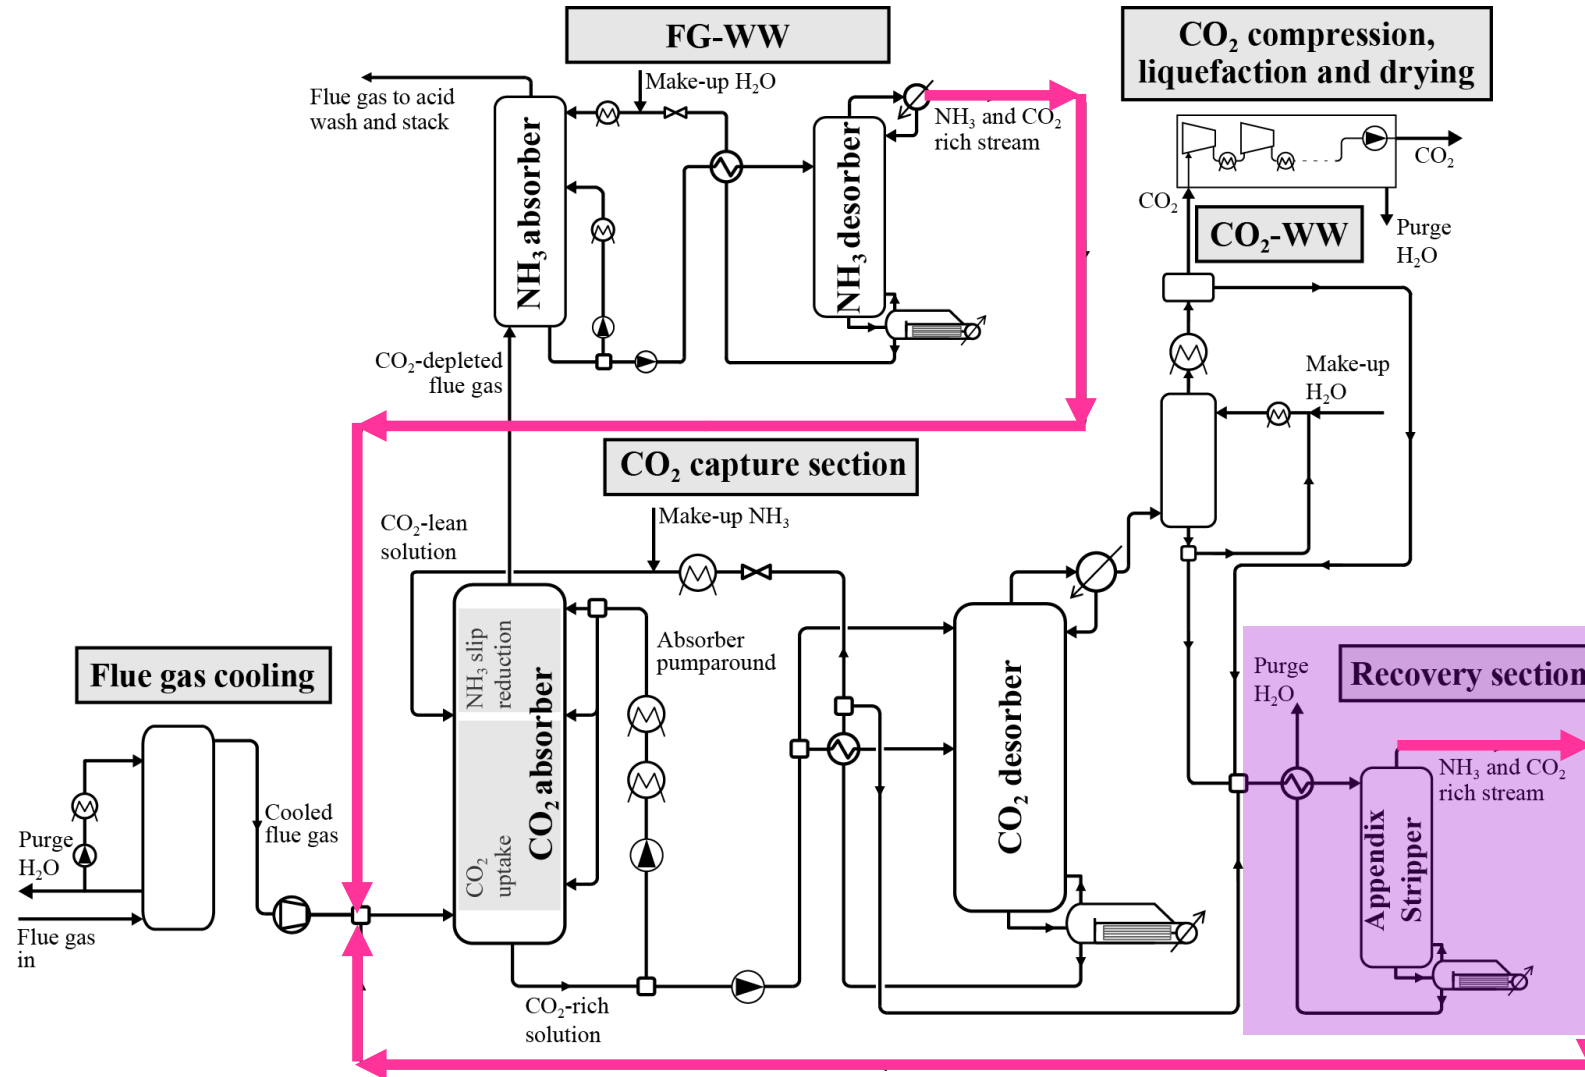 FG-WW
CO₂ compression,
liquefaction and drying
Make-up H₂O
Flue gas to acid
wash and stack
NH₃ absorber
NH₃ desorber
NH₃ and CO₂
rich stream
CO₂
CO₂
CO₂-WW
Purge
H₂O
CO₂-depleted
flue gas
Make-up
H₂O
CO₂ capture section
CO₂-lean
solution
Make-up NH₃
NH₃ slip
reduction
CO₂ absorber
CO₂
uptake
Absorber
pumparound
CO₂ desorber
Flue gas cooling
Cooled
flue gas
Purge
H₂O
Flue gas
in
CO₂-rich
solution
Purge
H₂O
Recovery section
NH₃ and CO₂
rich stream
Appendix
Stripper